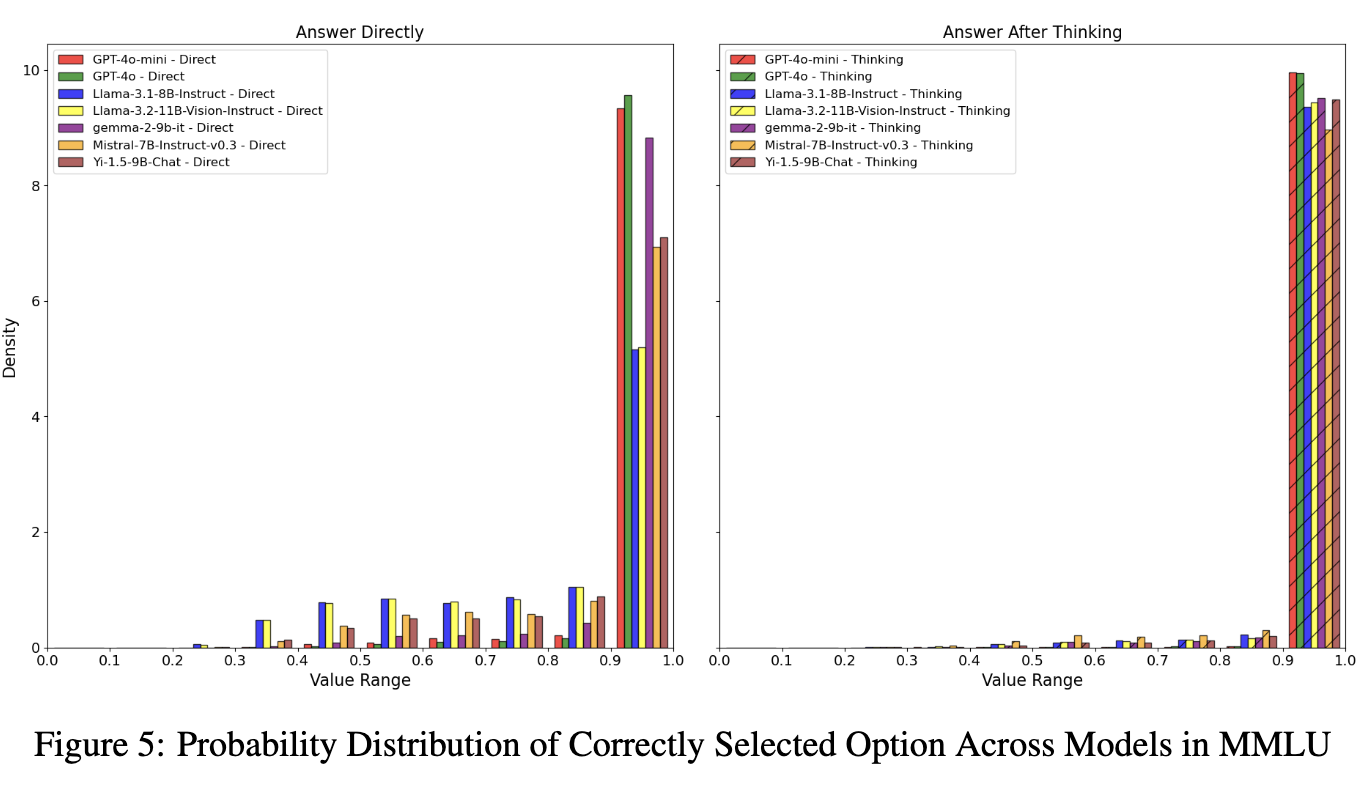 Answer Directly
GPT-4o-mini - Direct
GPT-4o - Direct
Llama-3.1-8B-Instruct - Direct
Llama-3.2-11B-Vision-Instruct - Direct
gemma-2-9b-it - Direct
Mistral-7B-Instruct-v0.3 - Direct
Yi-1.5-9B-Chat - Direct
10
8
6
4
2
0
Density
0.0 0.1 0.2 0.3 0.4 0.5 0.6 0.7 0.8 0.9 1.0
Value Range
Answer After Thinking
GPT-4o-mini - Thinking
GPT-4o - Thinking
Llama-3.1-8B-Instruct - Thinking
Llama-3.2-11B-Vision-Instruct - Thinking
gemma-2-9b-it - Thinking
Mistral-7B-Instruct-v0.3 - Thinking
Yi-1.5-9B-Chat - Thinking
0.0 0.1 0.2 0.3 0.4 0.5 0.6 0.7 0.8 0.9 1.0
Value Range
Figure 5: Probability Distribution of Correctly Selected Option Across Models in MMLU